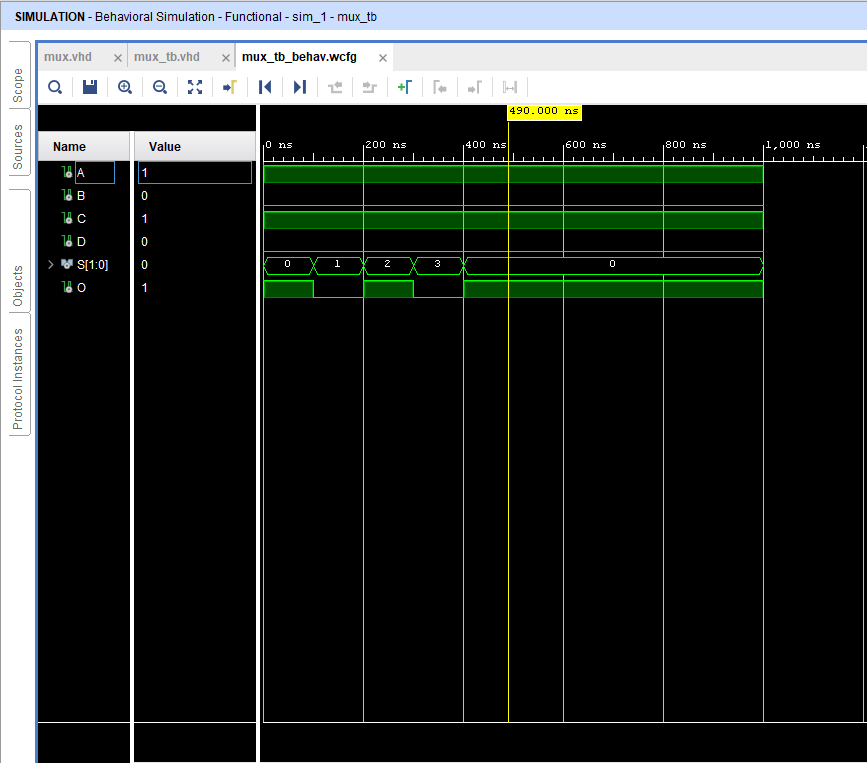 SIMULATION - Behavioral Simulation - Functional - sim_1 - mux_tb
Scope
Sources
Objects
Protocol Instances
mux.vhd
mux_tb.vhd
mux_tb_behav.wcfg
490.000 ns
Name
Value
0 ns
200 ns
400 ns
600 ns
800 ns
1,000 ns
A
1
B
0
C
1
D
0
S[1:0]
0
0
1
2
3
0
O
1